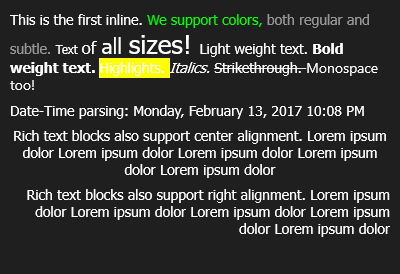 This is the first inline. We support colors, both regular and
subtle. Text of all sizes! Light weight text. Bold
weight text. Highlights. Italics. Strikethrough. Monospace
too!
Date-Time parsing: Monday, February 13, 2017 10:08 PM
Rich text blocks also support center alignment. Lorem ipsum
dolor Lorem ipsum dolor Lorem ipsum dolor Lorem ipsum
dolor Lorem ipsum dolor
Rich text blocks also support right alignment. Lorem ipsum
dolor Lorem ipsum dolor Lorem ipsum dolor Lorem ipsum
dolor Lorem ipsum dolor